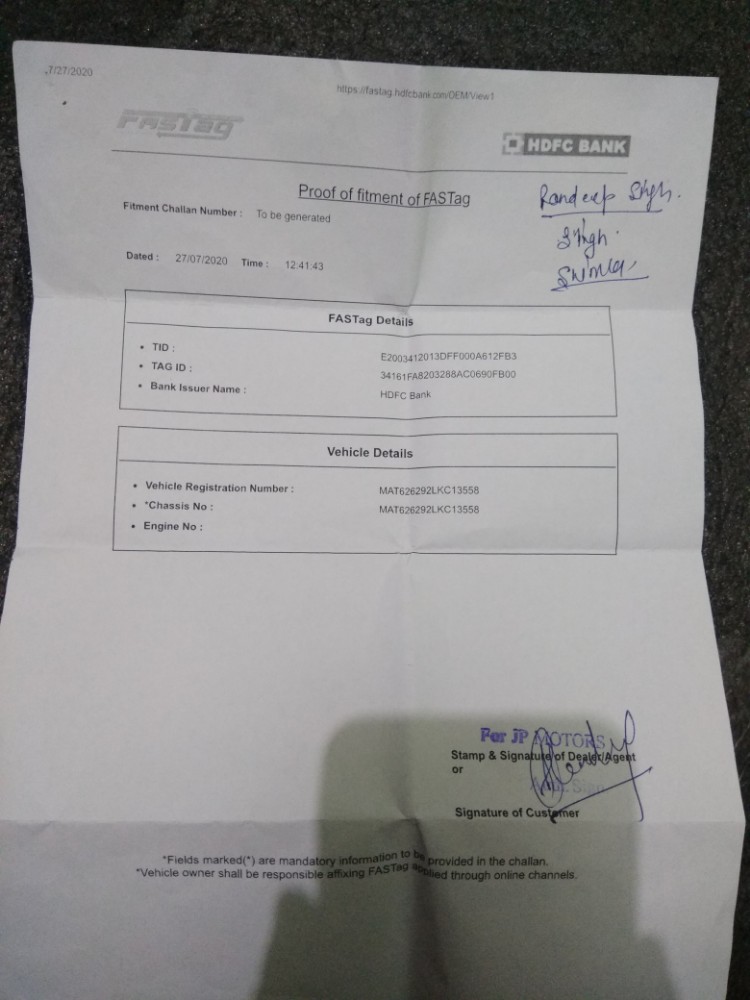 7/27/2020
https://fastag.hdfcbank.com/OEM/View1
FASTag
HDFC BANK
Proof of fitment of FASTag
Randeep Singh.
Singh.
Fitment Challan Number : To be generated
Dated : 27/07/2020 Time : 12:41:43
FASTag Details
• TID : E2003412013DFF000A612FB3
• TAG ID : 34161FA8203288AC0690FB00
• Bank Issuer Name : HDFC Bank
Vehicle Details
• Vehicle Registration Number : MAT626292LKC13558
• *Chassis No : MAT626292LKC13558
• Engine No :
For JP MOTORS
Stamp & Signature of Dealer/Agent
or
Signature of Customer
*Fields marked(*) are mandatory information to be provided in the challan.
*Vehicle owner shall be responsible affixing FASTag applied through online channels.